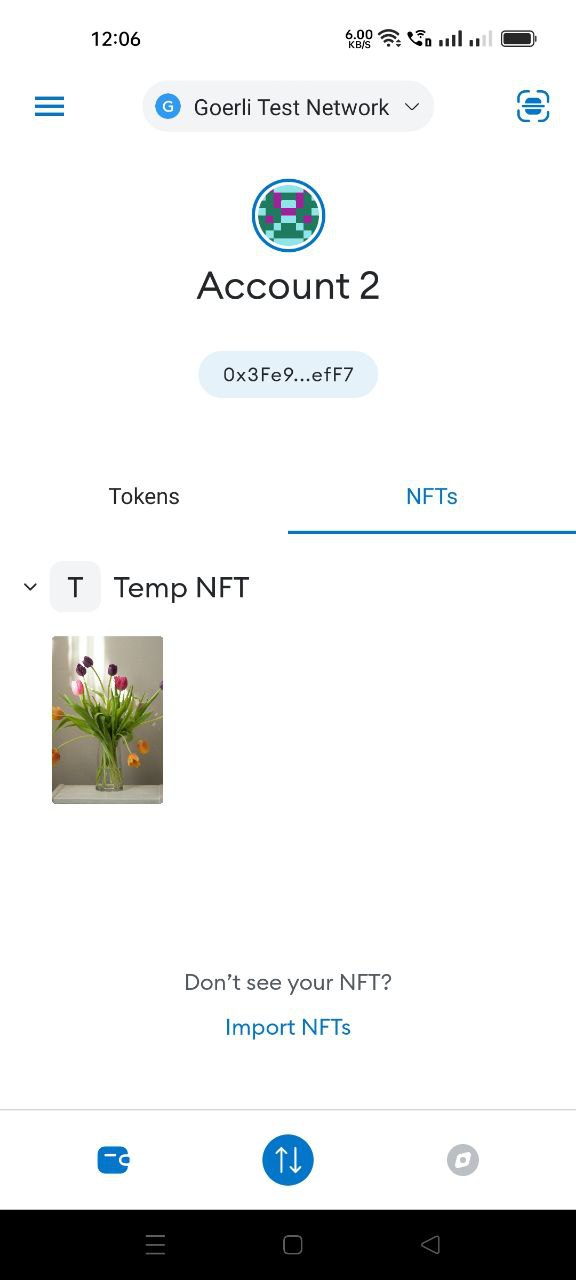 12:06
6.00
KB/S
G
Goerli Test Network
Account 2
0x3Fe9...efF7
Tokens
NFTs
T
Temp NFT
Don’t see your NFT?
Import NFTs